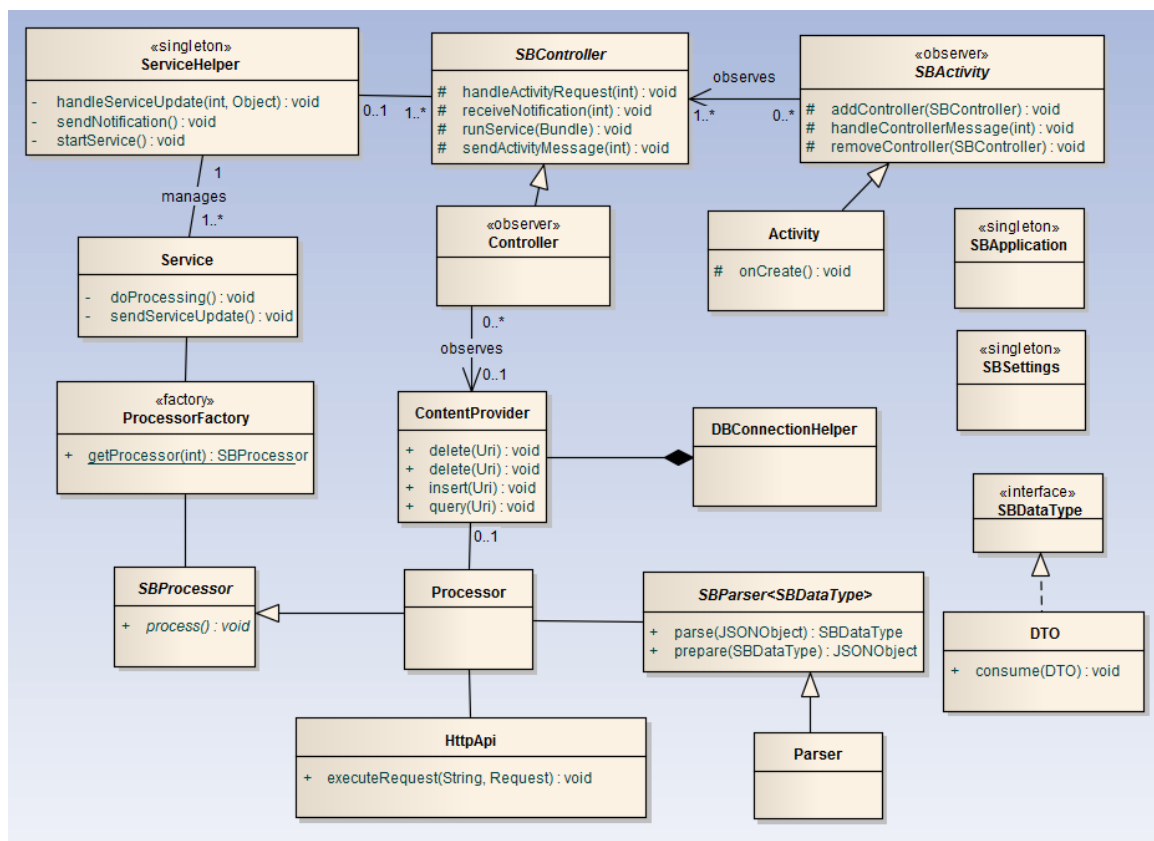 «singleton»
ServiceHelper
- handleServiceUpdate(int, Object) : void
- sendNotification() : void
- startService() : void
0..1
1..*
SBController
# handleActivityRequest(int) : void
# receiveNotification(int) : void
# runService(Bundle) : void
# sendActivityMessage(int) : void
observes
1..*
0..*
«observer»
SBActivity
# addController(SBController) : void
# handleControllerMessage(int) : void
# removeController(SBController) : void
1
manages
1..*
Service
- doProcessing() : void
- sendServiceUpdate() : void
«observer»
Controller
Activity
# onCreate() : void
«singleton»
SBApplication
0..*
observes
0..1
«singleton»
SBSettings
«factory»
ProcessorFactory
+ getProcessor(int) : SBProcessor
ContentProvider
+ delete(Uri) : void
+ delete(Uri) : void
+ insert(Uri) : void
+ query(Uri) : void
0..1
DBConnectionHelper
«interface»
SBDataType
SBProcessor
+ process() : void
Processor
SBParser<SBDataType>
+ parse(JSONObject) : SBDataType
+ prepare(SBDataType) : JSONObject
DTO
+ consume(DTO) : void
HttpApi
+ executeRequest(String, Request) : void
Parser